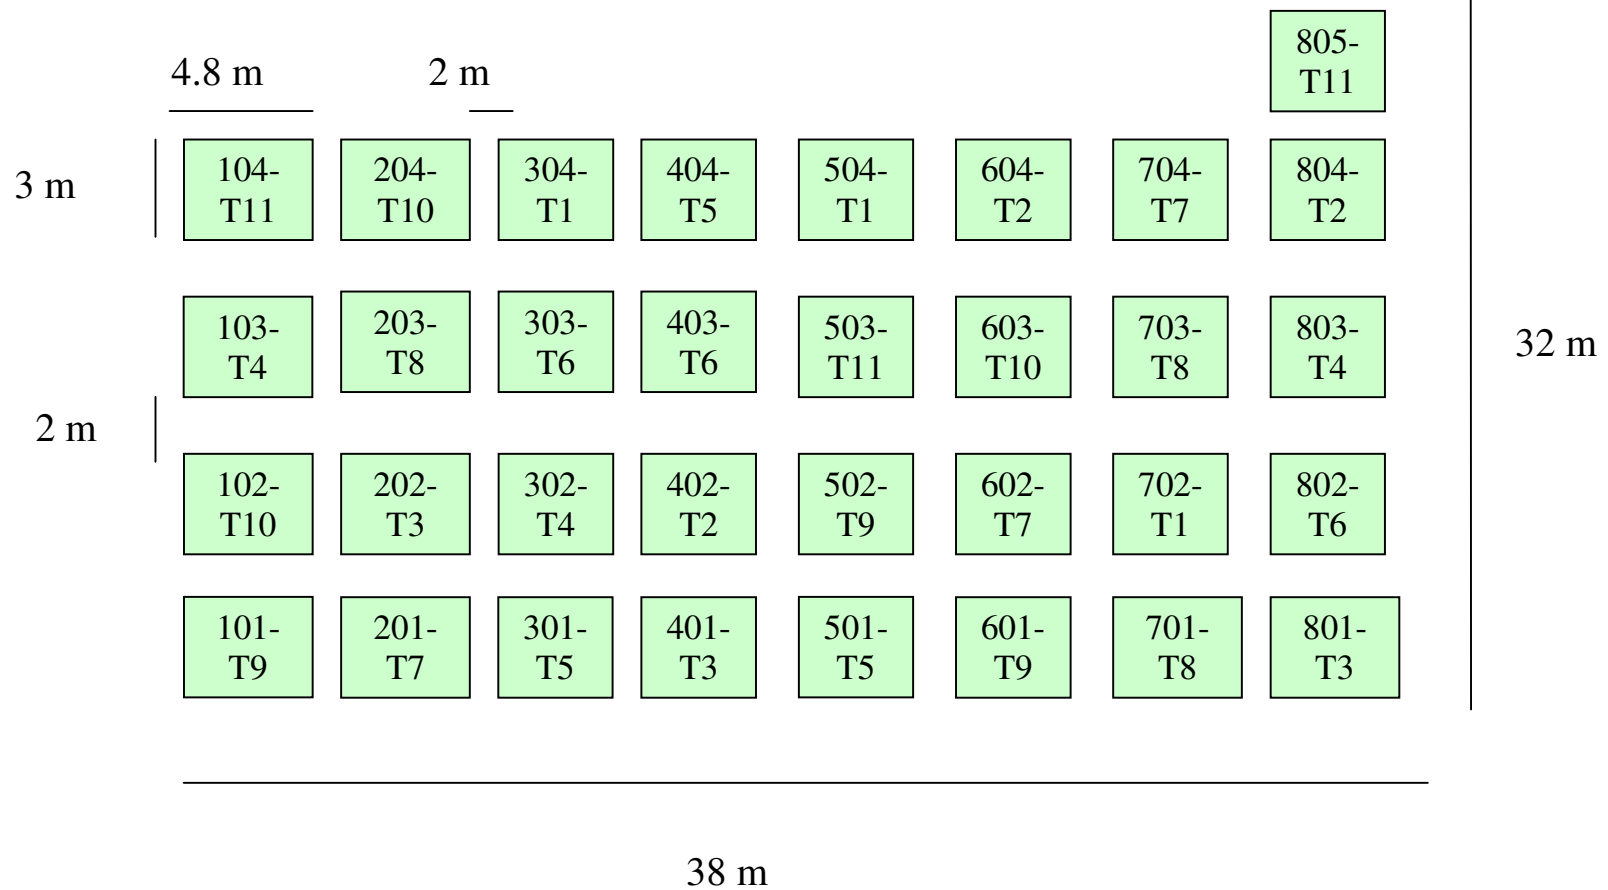 805-
T11
4.8 m
2 m
3 m
104-
T11
204-
T10
304-
T1
404-
T5
504-
T1
604-
T2
704-
T7
804-
T2
103-
T4
203-
T8
303-
T6
403-
T6
503-
T11
603-
T10
703-
T8
803-
T4
32 m
2 m
102-
T10
202-
T3
302-
T4
402-
T2
502-
T9
602-
T7
702-
T1
802-
T6
101-
T9
201-
T7
301-
T5
401-
T3
501-
T5
601-
T9
701-
T8
801-
T3
38 m